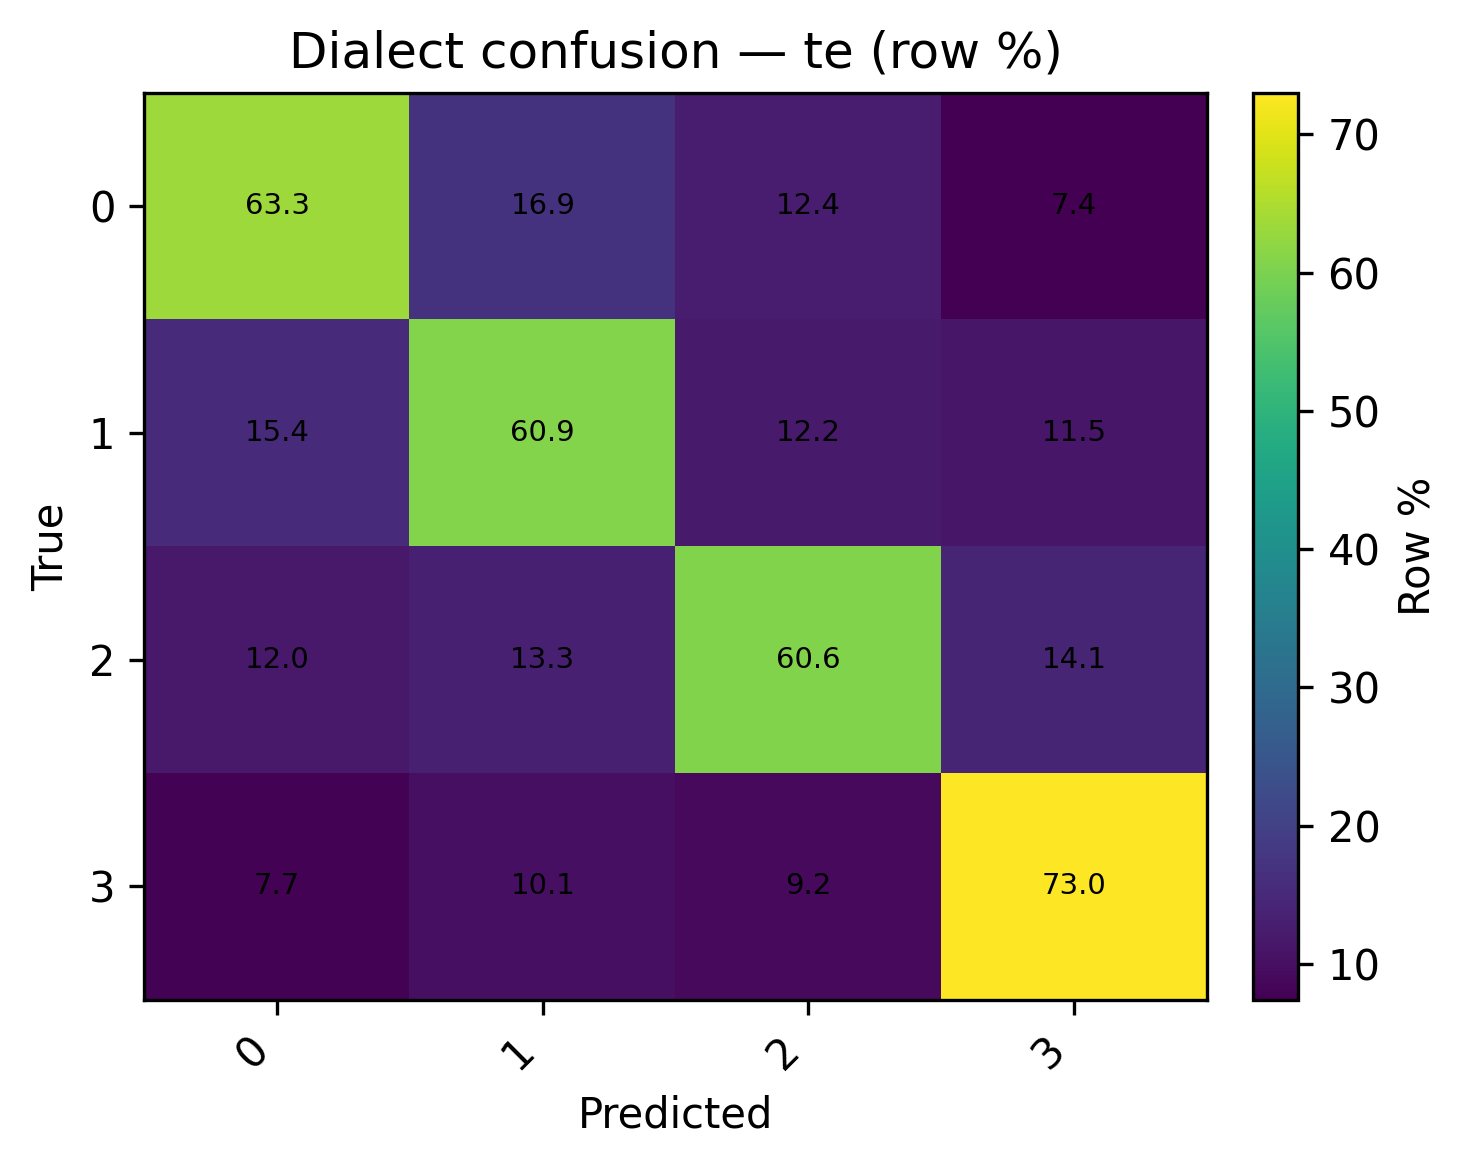 Dialect confusion — te (row %)
0 63.3 16.9 12.4 7.4
1 15.4 60.9 12.2 11.5
2 12.0 13.3 60.6 14.1
3 7.7 10.1 9.2 73.0
0 1 2 3
Predicted
True
70
60
50
40
30
20
10
Row %